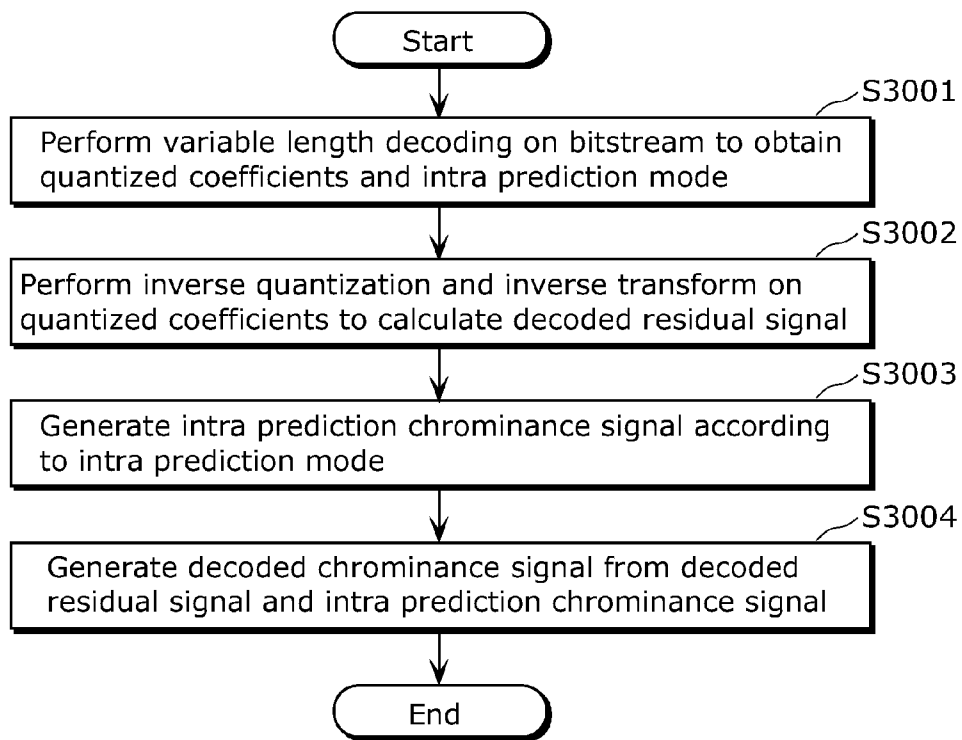 Start
S3001
Perform variable length decoding on bitstream to obtain
quantized coefficients and intra prediction mode
S3002
Perform inverse quantization and inverse transform on
quantized coefficients to calculate decoded residual signal
S3003
Generate intra prediction chrominance signal according
to intra prediction mode
S3004
Generate decoded chrominance signal from decoded
residual signal and intra prediction chrominance signal
End